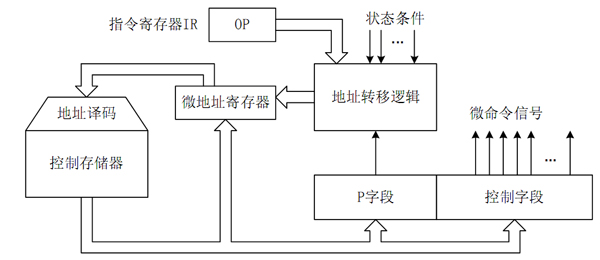 指令寄存器IR
OP
状态条件
...
地址译码
微地址寄存器
地址转移逻辑
微命令信号
控制存储器
...
P字段
控制字段